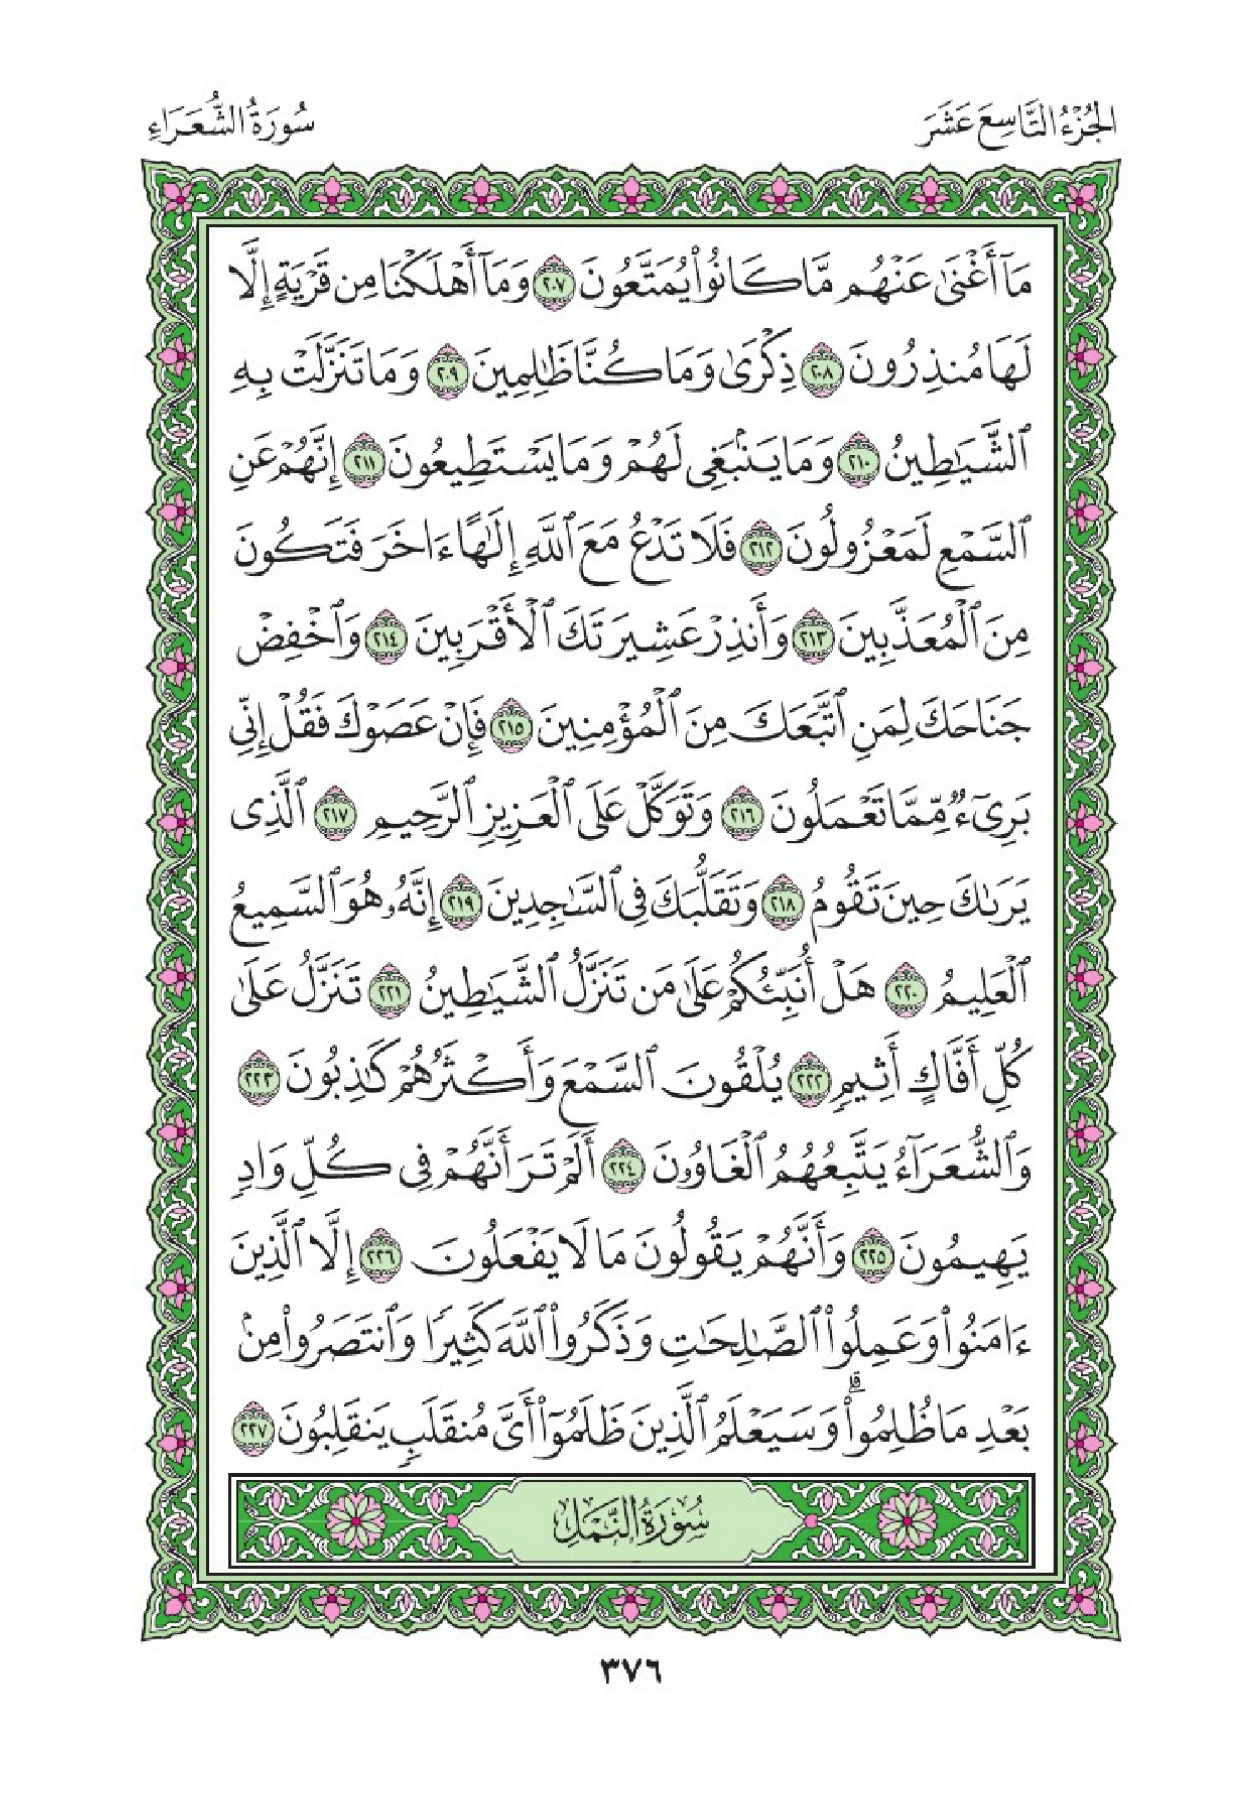 الجُزْءُ التَّاسِعَ عَشَرَ
سُورَةُ الشُّعَرَاءِ
مَآ أَغْنَىٰ عَنْهُم مَّا كَانُوا۟ يُمَتَّعُونَ ٢٠٧ وَمَآ أَهْلَكْنَا مِن قَرْيَةٍ إِلَّا
لَهَا مُنذِرُونَ ٢٠٨ ذِكْرَىٰ وَمَا كُنَّا ظَٰلِمِينَ ٢٠٩ وَمَا تَنَزَّلَتْ بِهِ
ٱلشَّيَٰطِينُ ٢١٠ وَمَا يَنۢبَغِى لَهُمْ وَمَا يَسْتَطِيعُونَ ٢١١ إِنَّهُمْ عَنِ
ٱلسَّمْعِ لَمَعْزُولُونَ ٢١٢ فَلَا تَدْعُ مَعَ ٱللَّهِ إِلَٰهًا ءَاخَرَ فَتَكُونَ
مِنَ ٱلْمُعَذَّبِينَ ٢١٣ وَأَنذِرْ عَشِيرَتَكَ ٱلْأَقْرَبِينَ ٢١٤ وَٱخْفِضْ
جَنَاحَكَ لِمَنِ ٱتَّبَعَكَ مِنَ ٱلْمُؤْمِنِينَ ٢١٥ فَإِنْ عَصَوْكَ فَقُلْ إِنِّى
بَرِىٓءٌ مِّمَّا تَعْمَلُونَ ٢١٦ وَتَوَكَّلْ عَلَى ٱلْعَزِيزِ ٱلرَّحِيمِ ٢١٧ ٱلَّذِى
يَرَىٰكَ حِينَ تَقُومُ ٢١٨ وَتَقَلُّبَكَ فِى ٱلسَّٰجِدِينَ ٢١٩ إِنَّهُۥ هُوَ ٱلسَّمِيعُ
ٱلْعَلِيمُ ٢٢٠ هَلْ أُنَبِّئُكُمْ عَلَىٰ مَن تَنَزَّلُ ٱلشَّيَٰطِينُ ٢٢١ تَنَزَّلُ عَلَىٰ
كُلِّ أَفَّاكٍ أَثِيمٍ ٢٢٢ يُلْقُونَ ٱلسَّمْعَ وَأَكْثَرُهُمْ كَٰذِبُونَ ٢٢٣
وَٱلشُّعَرَآءُ يَتَّبِعُهُمُ ٱلْغَاوُۥنَ ٢٢٤ أَلَمْ تَرَ أَنَّهُمْ فِى كُلِّ وَادٍ
يَهِيمُونَ ٢٢٥ وَأَنَّهُمْ يَقُولُونَ مَا لَا يَفْعَلُونَ ٢٢٦ إِلَّا ٱلَّذِينَ
ءَامَنُوا۟ وَعَمِلُوا۟ ٱلصَّٰلِحَٰتِ وَذَكَرُوا۟ ٱللَّهَ كَثِيرًا وَٱنتَصَرُوا۟ مِنۢ
بَعْدِ مَا ظُلِمُوا۟ ۗ وَسَيَعْلَمُ ٱلَّذِينَ ظَلَمُوٓا۟ أَىَّ مُنقَلَبٍ يَنقَلِبُونَ ٢٢٧
سُورَةُ النَّمْلِ
٣٧٦